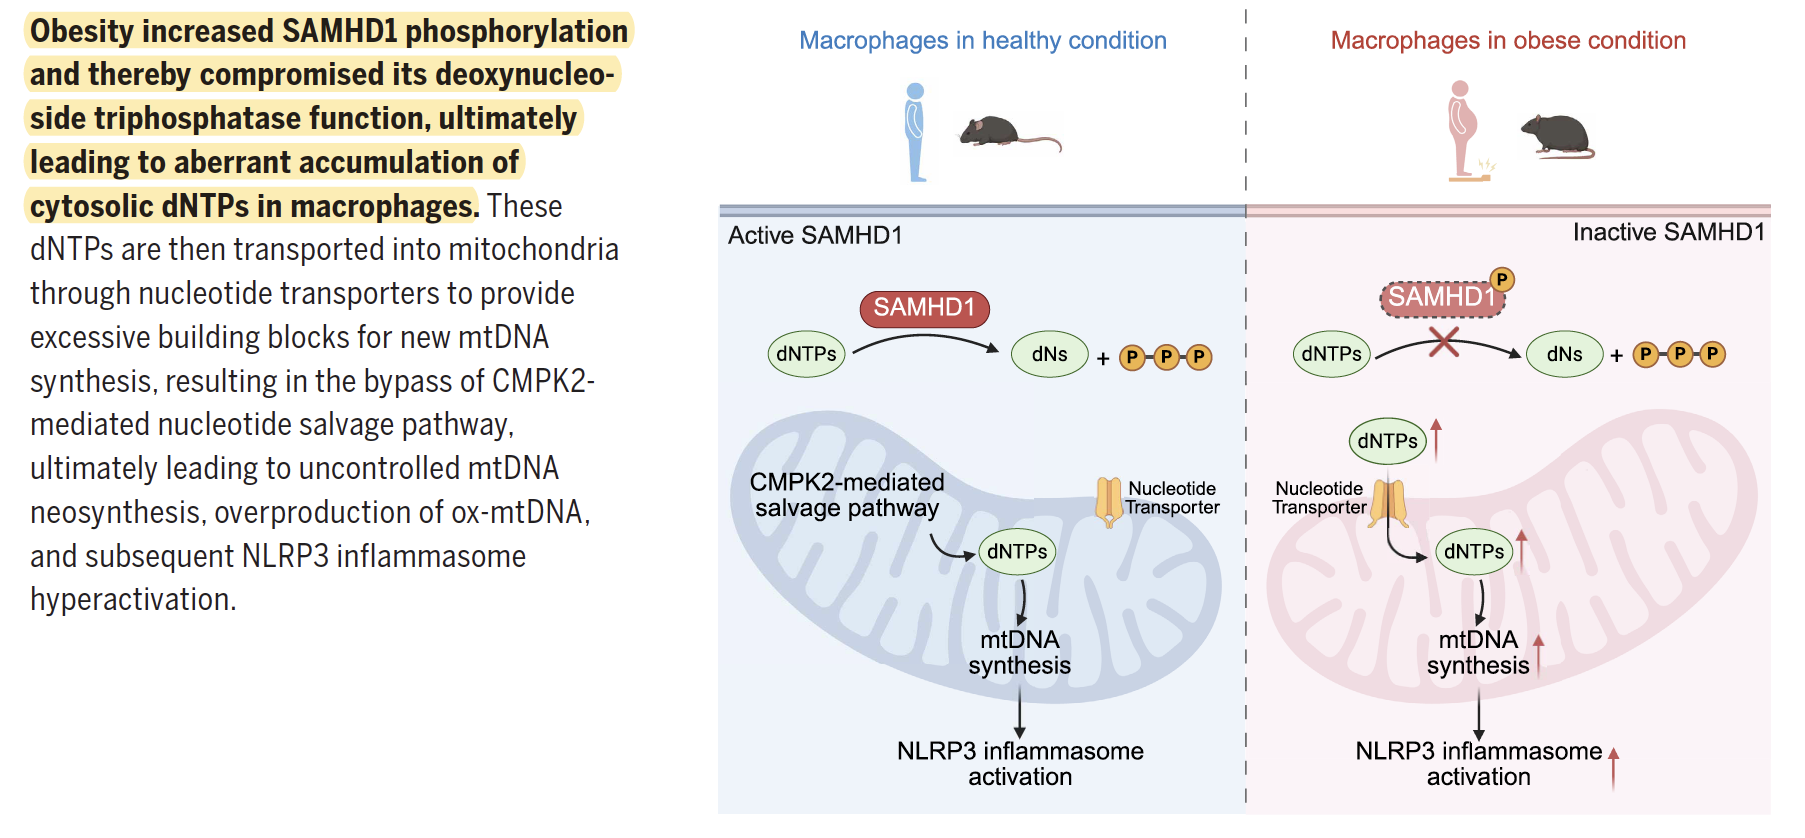 Obesity increased SAMHD1 phosphorylation
and thereby compromised its deoxynucleo-
side triphosphatase function, ultimately
leading to aberrant accumulation of
cytosolic dNTPs in macrophages. These
dNTPs are then transported into mitochondria
through nucleotide transporters to provide
excessive building blocks for new mtDNA
synthesis, resulting in the bypass of CMPK2-
mediated nucleotide salvage pathway,
ultimately leading to uncontrolled mtDNA
neosynthesis, overproduction of ox-mtDNA,
and subsequent NLRP3 inflammasome
hyperactivation.
Macrophages in healthy condition
Active SAMHD1
SAMHD1
dNTPs
dNs
+
P
P
P
CMPK2-mediated
salvage pathway
Nucleotide
Transporter
dNTPs
mtDNA
synthesis
NLRP3 inflammasome
activation
Macrophages in obese condition
Inactive SAMHD1
P
SAMHD1
dNTPs
dNs
+
P
P
P
dNTPs
Nucleotide
Transporter
dNTPs
mtDNA
synthesis
NLRP3 inflammasome
activation